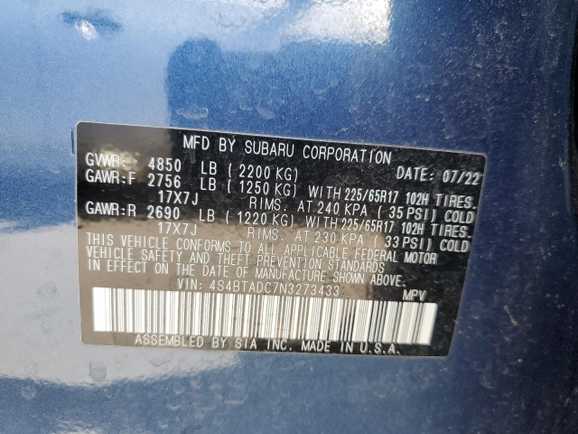 MFD BY SUBARU CORPORATION
GVWR: 4850 LB (2200 KG) DATE: 07/22
GAWR:F 2756 LB (1250 KG) WITH 225/65R17 102H TIRES.
17X7J RIMS. AT 240 KPA (35 PSI) COLD
GAWR:R 2690 LB (1220 KG) WITH 225/65R17 102H TIRES.
17X7J RIMS. AT 230 KPA (33 PSI) COLD
THIS VEHICLE CONFORMS TO ALL APPLICABLE FEDERAL MOTOR
VEHICLE SAFETY AND THEFT PREVENTION STANDARDS IN
EFFECT ON THE DATE OF MANUFACTURE SHOWN ABOVE.
VIN: 4S4BTADC7N3273433 MPV
ASSEMBLED BY SIA INC. MADE IN U.S.A.